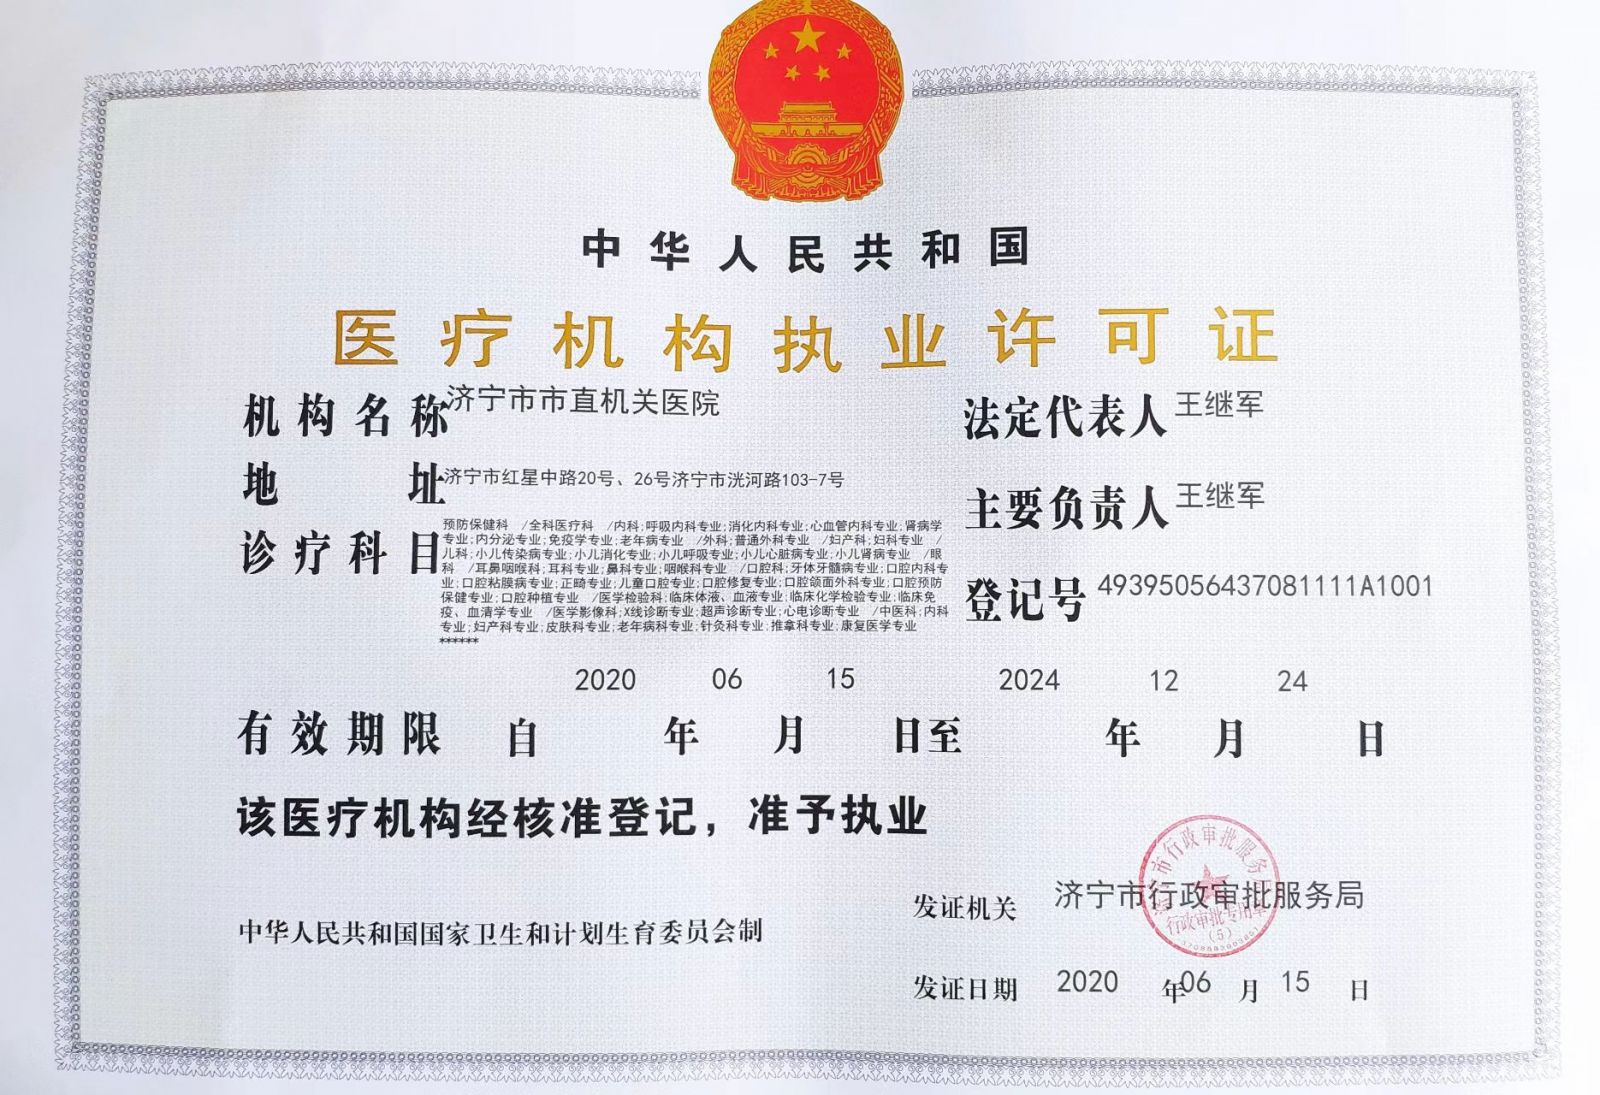 中华人民共和国
医疗机构执业许可证
机构名称 济宁市市直机关医院
法定代表人 王继军
地址 济宁市红星中路20号、26号济宁市洸河路103-7号
主要负责人 王继军
诊疗科目 预防保健科 /全科医疗科 /内科;呼吸内科专业;消化内科专业;心血管内科专业;肾病学
专业;内分泌专业;免疫学专业;老年病专业 /外科;普通外科专业 /妇产科;妇科专业 /
儿科;小儿传染病专业;小儿消化专业;小儿呼吸专业;小儿心脏病专业;小儿肾病专业 /眼
科 /耳鼻咽喉科;耳科专业;鼻科专业;咽喉科专业 /口腔科;牙体牙髓病专业;口腔内科专
业;口腔粘膜病专业;正畸专业;儿童口腔专业;口腔修复专业;口腔颌面外科专业;口腔预防
保健专业;口腔种植专业 /医学检验科;临床体液、血液专业;临床化学检验专业;临床免
疫、血清学专业 /医学影像科;X线诊断专业;超声诊断专业;心电诊断专业 /中医科;内科
专业;妇产科专业;皮肤科专业;老年病科专业;针灸科专业;推拿科专业;康复医学专业
******
登记号 49395056437081111A1001
有效期限 自 2020 年 06 月 15 日至 2024 年 12 月 24 日
该医疗机构经核准登记，准予执业
发证机关 济宁市行政审批服务局
济宁市行政审批服务局
行政审批专用章
(5)
中华人民共和国国家卫生和计划生育委员会制
发证日期 2020 年 06 月 15 日